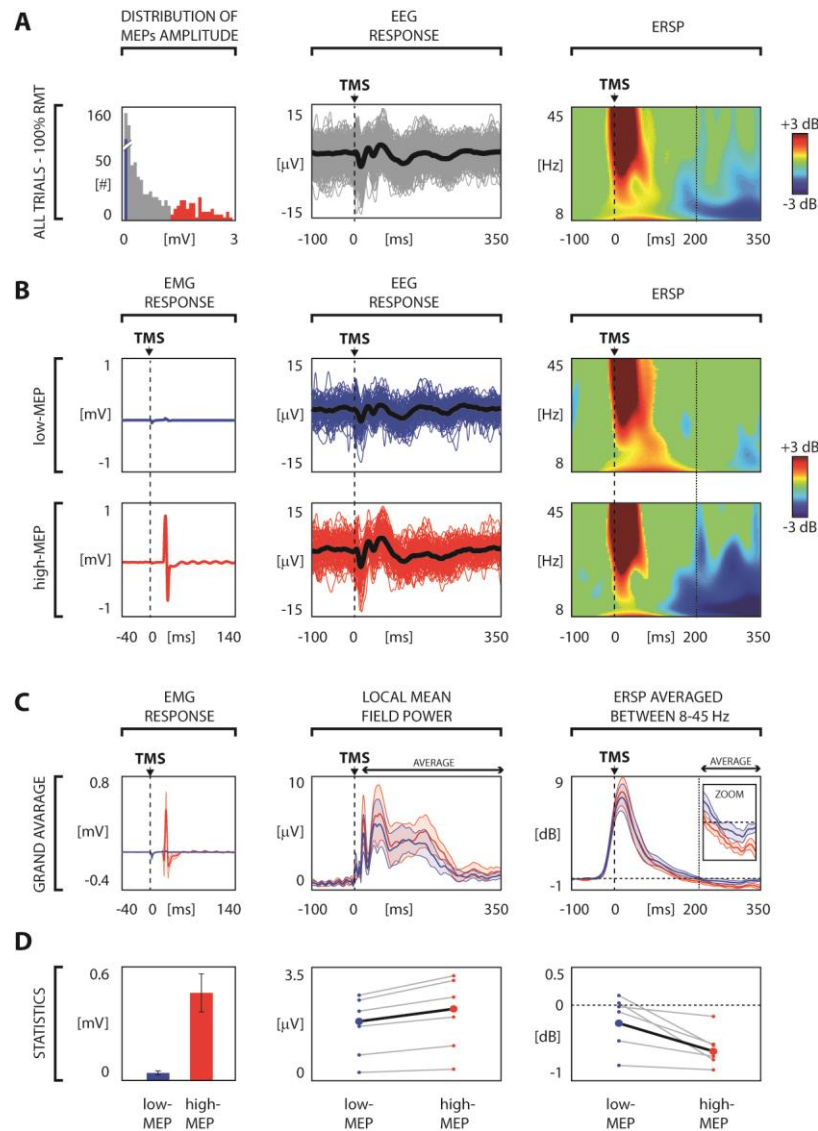 A
DISTRIBUTION OF
MEPs AMPLITUDE
EEG
RESPONSE
ERSP
ALL TRIALS - 100% RMT
160
50
[#]
0
0 [mV] 3
TMS
15
[µV]
-15
-100 0 [ms] 350
TMS
45
[Hz]
8
-100 0 [ms] 200 350
+3 dB
-3 dB
B
EMG
RESPONSE
EEG
RESPONSE
ERSP
low-MEP
TMS
1
[mV]
-1
TMS
15
[µV]
-15
TMS
45
[Hz]
8
+3 dB
-3 dB
high-MEP
1
[mV]
-1
-40 0 [ms] 140
15
[µV]
-15
-100 0 [ms] 350
45
[Hz]
8
-100 0 [ms] 200 350
C
EMG
RESPONSE
LOCAL MEAN
FIELD POWER
ERSP AVERAGED
BETWEEN 8-45 Hz
GRAND AVARAGE
TMS
0.8
[mV]
-0.4
-40 0 [ms] 140
TMS
AVERAGE
10
[µV]
0
-100 0 [ms] 350
TMS
AVERAGE
9
ZOOM
[dB]
-1
-100 0 [ms] 200 350
D
STATISTICS
0.6
[mV]
0
low-
MEP
high-
MEP
3.5
[µV]
0
low-
MEP
high-
MEP
0
[dB]
-1
low-
MEP
high-
MEP